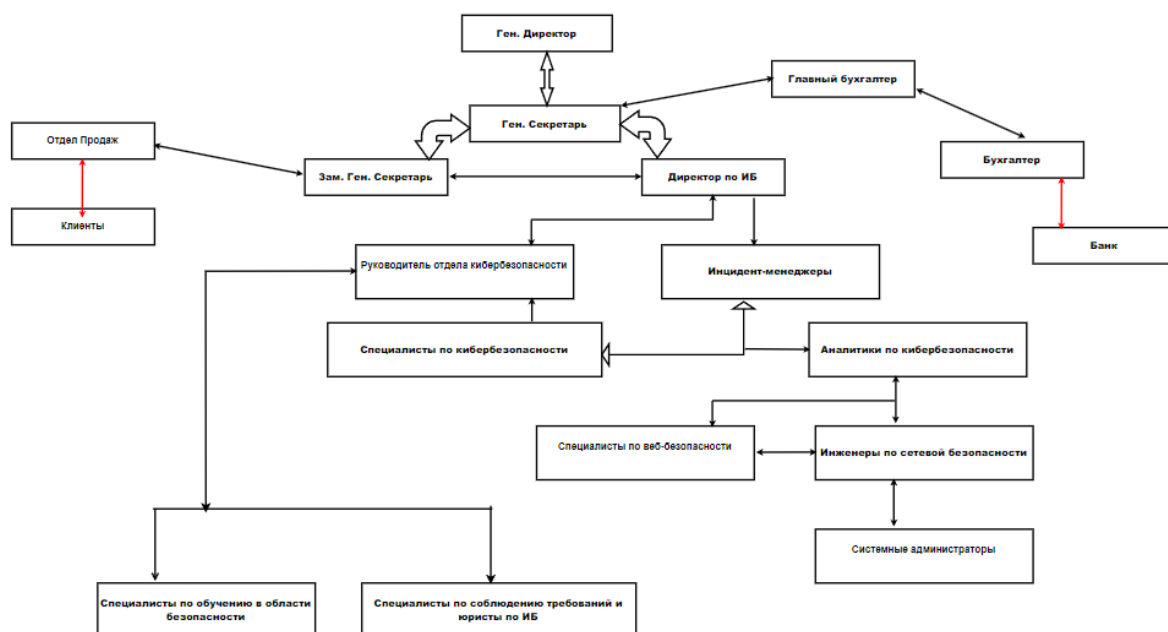 Ген. Директор
Главный бухгалтер
Ген. Секретарь
Отдел Продаж
Бухгалтер
Зам. Ген. Секретарь
Директор по ИБ
Клиенты
Банк
Руководитель отдела кибербезопасности
Инцидент-менеджеры
Специалисты по кибербезопасности
Аналитики по кибербезопасности
Специалисты по веб-безопасности
Инженеры по сетевой безопасности
Системные администраторы
Специалисты по обучению в области
безопасности
Специалисты по соблюдению требований и
юристы по ИБ